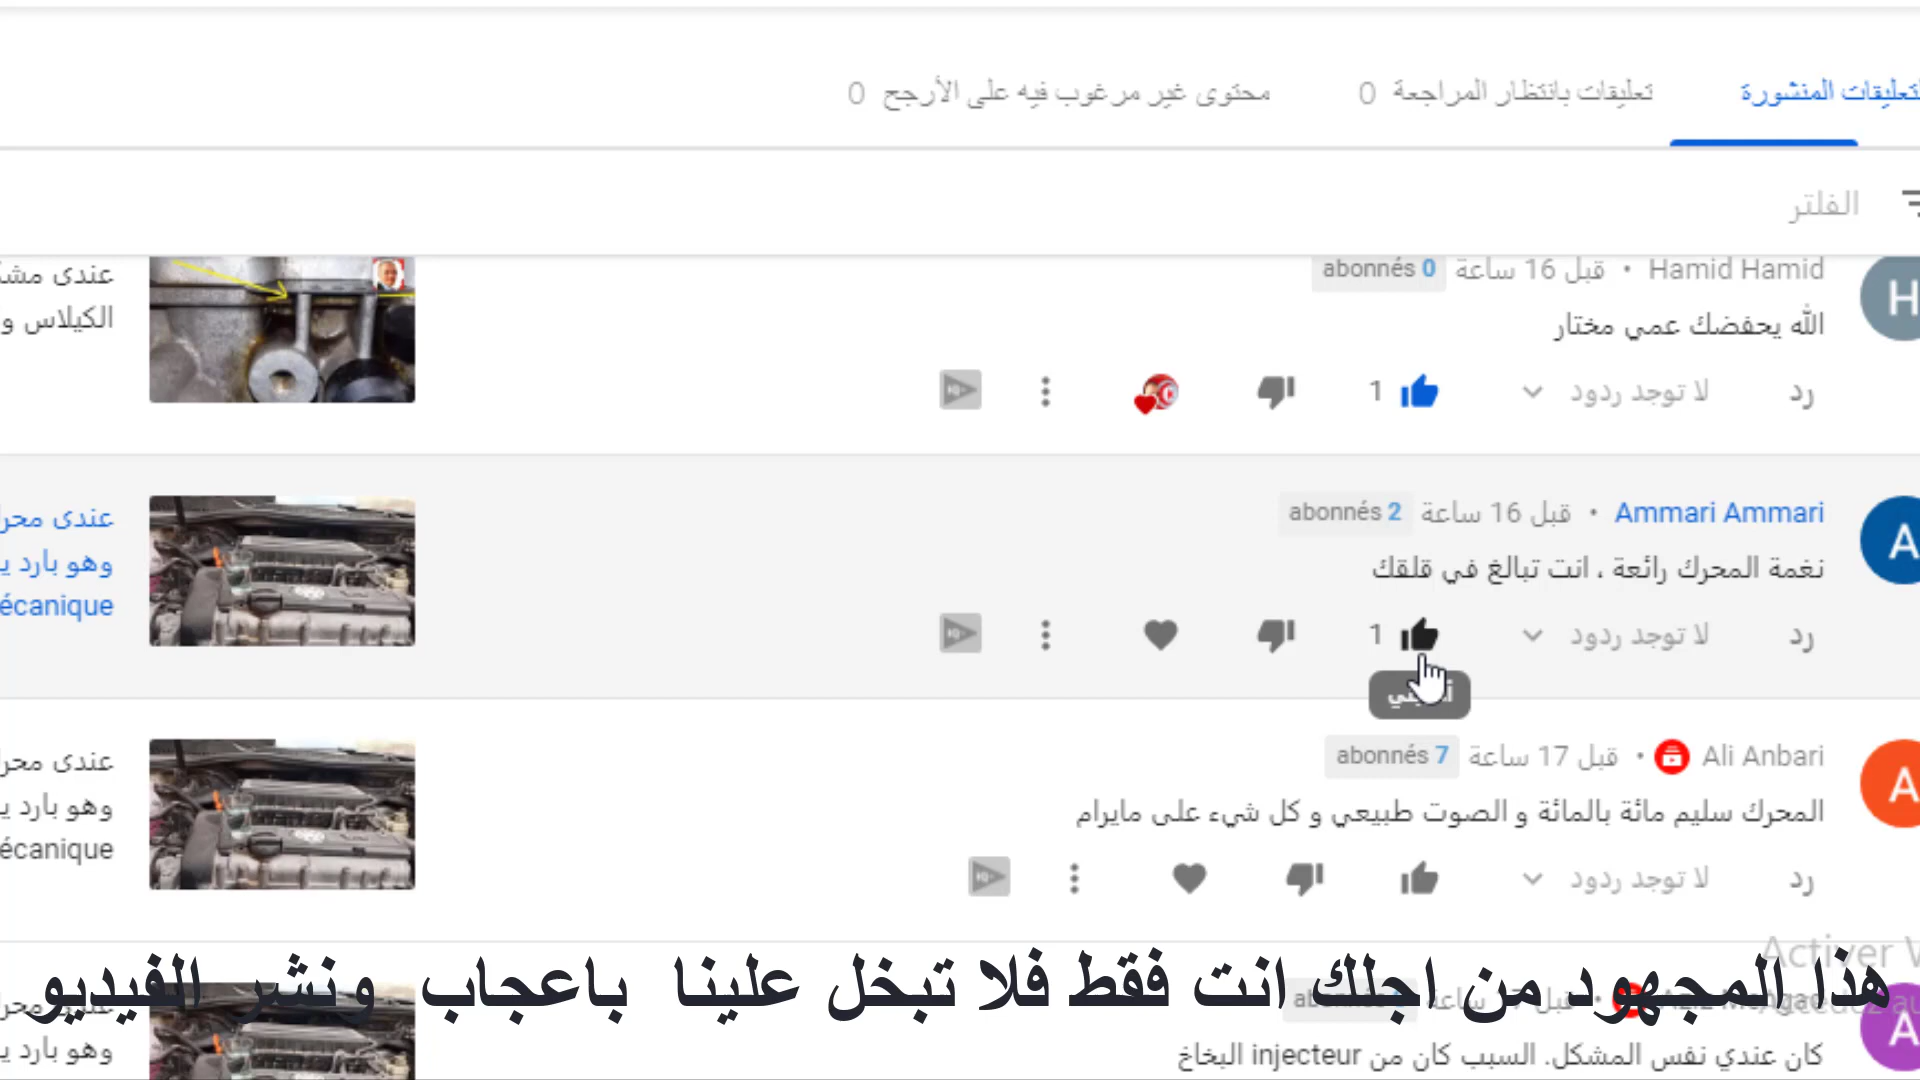 التعليقات المنشورة
تعليقات بانتظار المراجعة 0
محتوى غير مرغوب فيه على الأرجح 0
الفلتر
Hamid Hamid • قبل 16 ساعة
abonnés 0
الله يحفضك عمي مختار
رد
لا توجد ردود
1
عندى
الكيلاس
Ammari Ammari • قبل 16 ساعة
abonnés 2
نغمة المحرك رائعة ، انت تبالغ في قلقك
رد
لا توجد ردود
1
عندى
وهو بارد
écanique
Ali Anbari • قبل 17 ساعة
abonnés 7
المحرك سليم مائة بالمائة و الصوت طبيعي و كل شيء على مايرام
رد
لا توجد ردود
عندى
وهو بارد
écanique
Activer
هذا المجهود من اجلك انت فقط فلا تبخل علينا باعجاب ونشر الفيديو
كان عندي نفس المشكل. السبب كان من injecteur البخاخ
وهو بارد